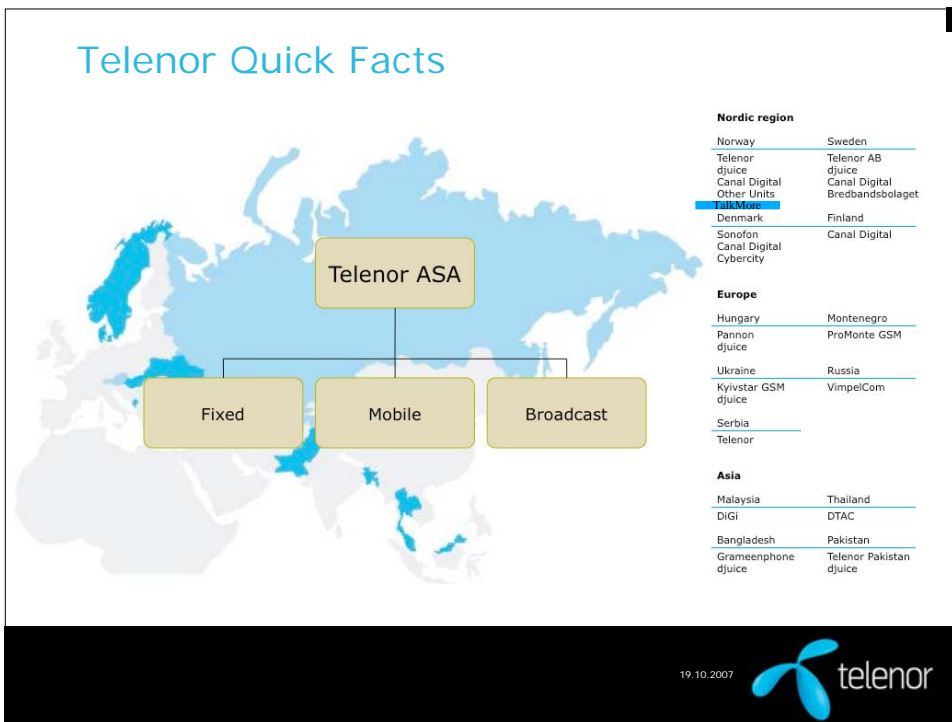 Telenor Quick Facts
Telenor ASA
Fixed Mobile Broadcast
Nordic region
Norway Sweden
Telenor Telenor AB
djuice djuice
Canal Digital Canal Digital
Other Units Bredbandsbolaget
TalkMore
Denmark Finland
Sonofon Canal Digital
Canal Digital
Cybercity
Europe
Hungary Montenegro
Pannon ProMonte GSM
djuice
Ukraine Russia
Kyivstar GSM VimpelCom
djuice
Serbia
Telenor
Asia
Malaysia Thailand
DiGi DTAC
Bangladesh Pakistan
Grameenphone Telenor Pakistan
djuice djuice
19.10.2007
telenor